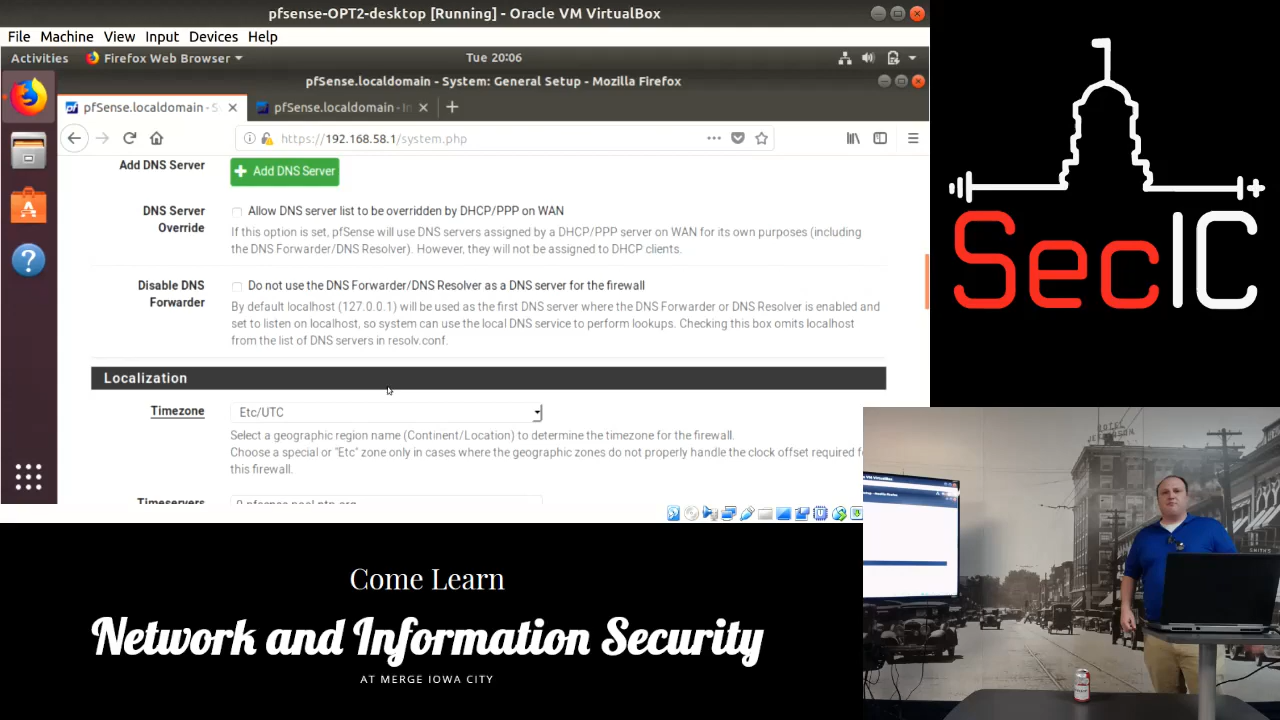 pfsense-OPT2-desktop [Running] - Oracle VM VirtualBox
File Machine View Input Devices Help
Activities Firefox Web Browser Tue 20:06
pfSense.localdomain - System: General Setup - Mozilla Firefox
pfSense.localdomain - S pfSense.localdomain - In
https://192.168.58.1/system.php
Add DNS Server + Add DNS Server
DNS Server Override
Allow DNS server list to be overridden by DHCP/PPP on WAN
If this option is set, pfSense will use DNS servers assigned by a DHCP/PPP server on WAN for its own purposes (including
the DNS Forwarder/DNS Resolver). However, they will not be assigned to DHCP clients.
Disable DNS Forwarder
Do not use the DNS Forwarder/DNS Resolver as a DNS server for the firewall
By default localhost (127.0.0.1) will be used as the first DNS server where the DNS Forwarder or DNS Resolver is enabled and
set to listen on localhost, so system can use the local DNS service to perform lookups. Checking this box omits localhost
from the list of DNS servers in resolv.conf.
Localization
Timezone Etc/UTC
Select a geographic region name (Continent/Location) to determine the timezone for the firewall.
Choose a special or "Etc" zone only in cases where the geographic zones do not properly handle the clock offset required for
this firewall.
Timeservers 0.pfsense.pool.ntp.org
SecIC
HOTEL
JEFFERSON
Come Learn
Network and Information Security
AT MERGE IOWA CITY